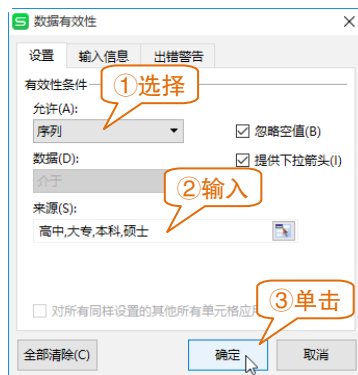 S 数据有效性
设置 输入信息 出错警告
有效性条件
①选择
允许(A):
序列
忽略空值(B)
数据(D):
提供下拉箭头(I)
介于
②输入
来源(S):
高中,大专,本科,硕士
③单击
对所有同样设置的其他所有单元格应
全部清除(C) 确定 取消